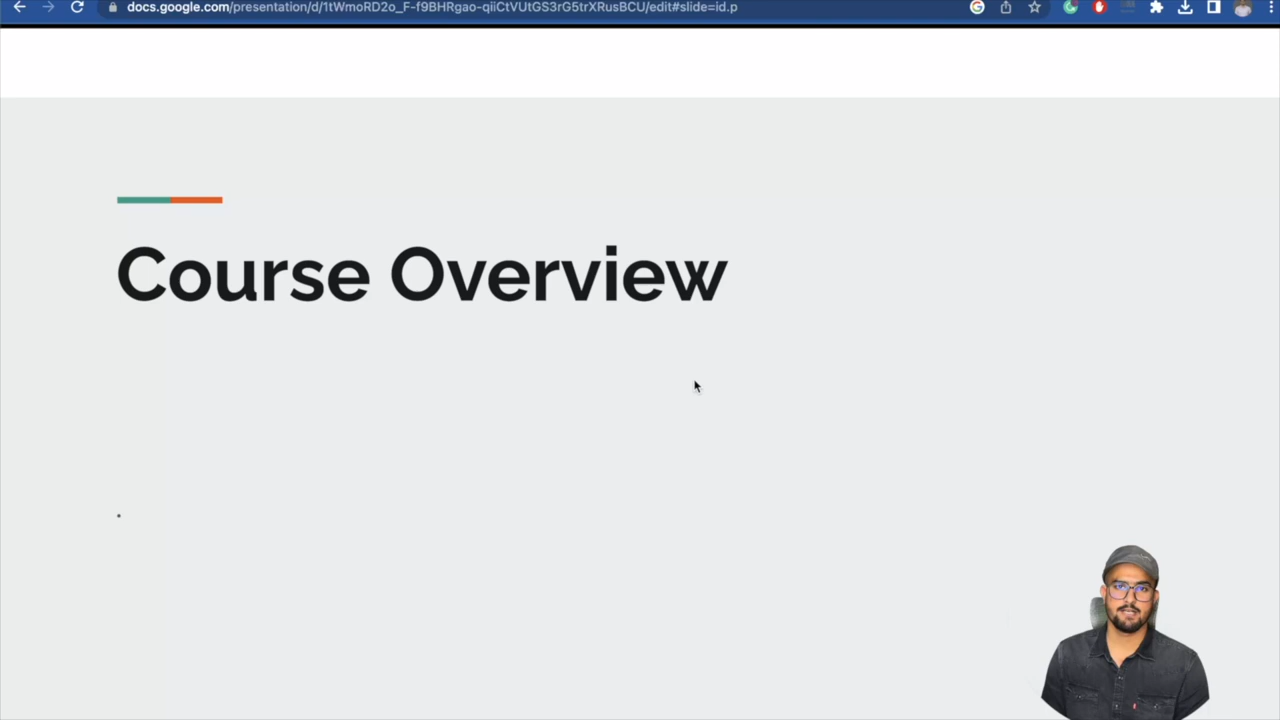 docs.google.com/presentation/d/1tWmoRD2o_F-f9BHRgao-qiiCtVUtGS3rG5trXRusBCU/edit#slide=id.p
Course Overview
.